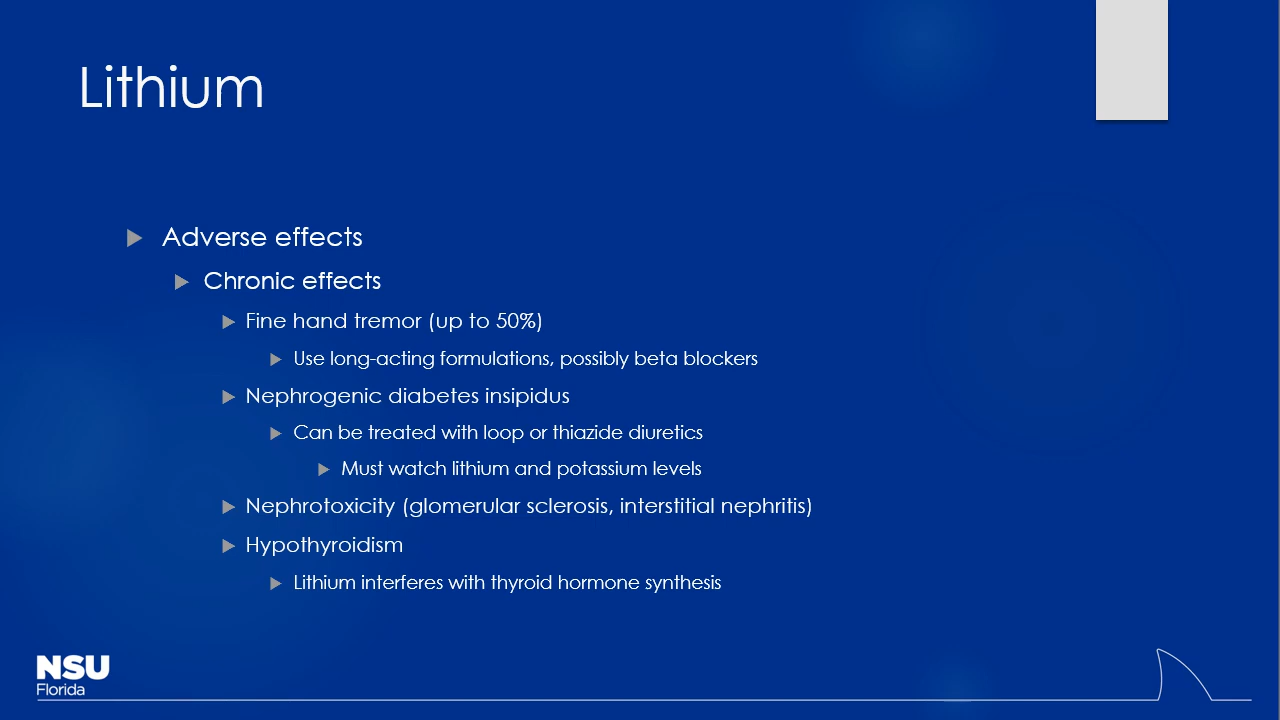 Lithium
Adverse effects
Chronic effects
Fine hand tremor (up to 50%)
Use long-acting formulations, possibly beta blockers
Nephrogenic diabetes insipidus
Can be treated with loop or thiazide diuretics
Must watch lithium and potassium levels
Nephrotoxicity (glomerular sclerosis, interstitial nephritis)
Hypothyroidism
Lithium interferes with thyroid hormone synthesis
NSU
Florida